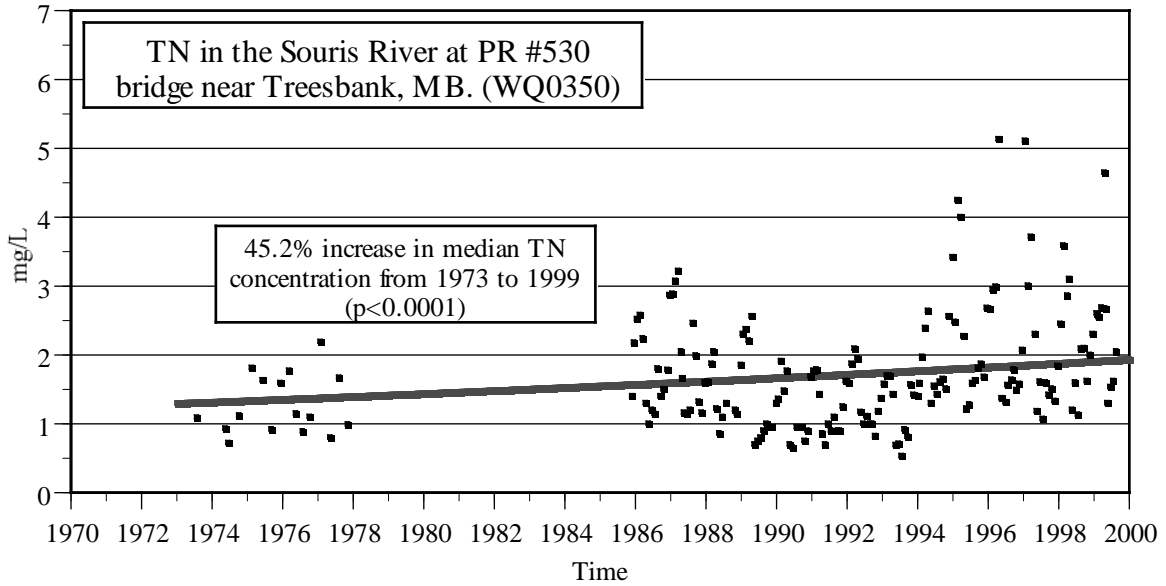 TN in the Souris River at PR #530
bridge near Treesbank, MB. (WQ0350)
45.2% increase in median TN
concentration from 1973 to 1999
(p<0.0001)
mg/L
7
6
5
4
3
2
1
0
1970 1972 1974 1976 1978 1980 1982 1984 1986 1988 1990 1992 1994 1996 1998 2000
Time